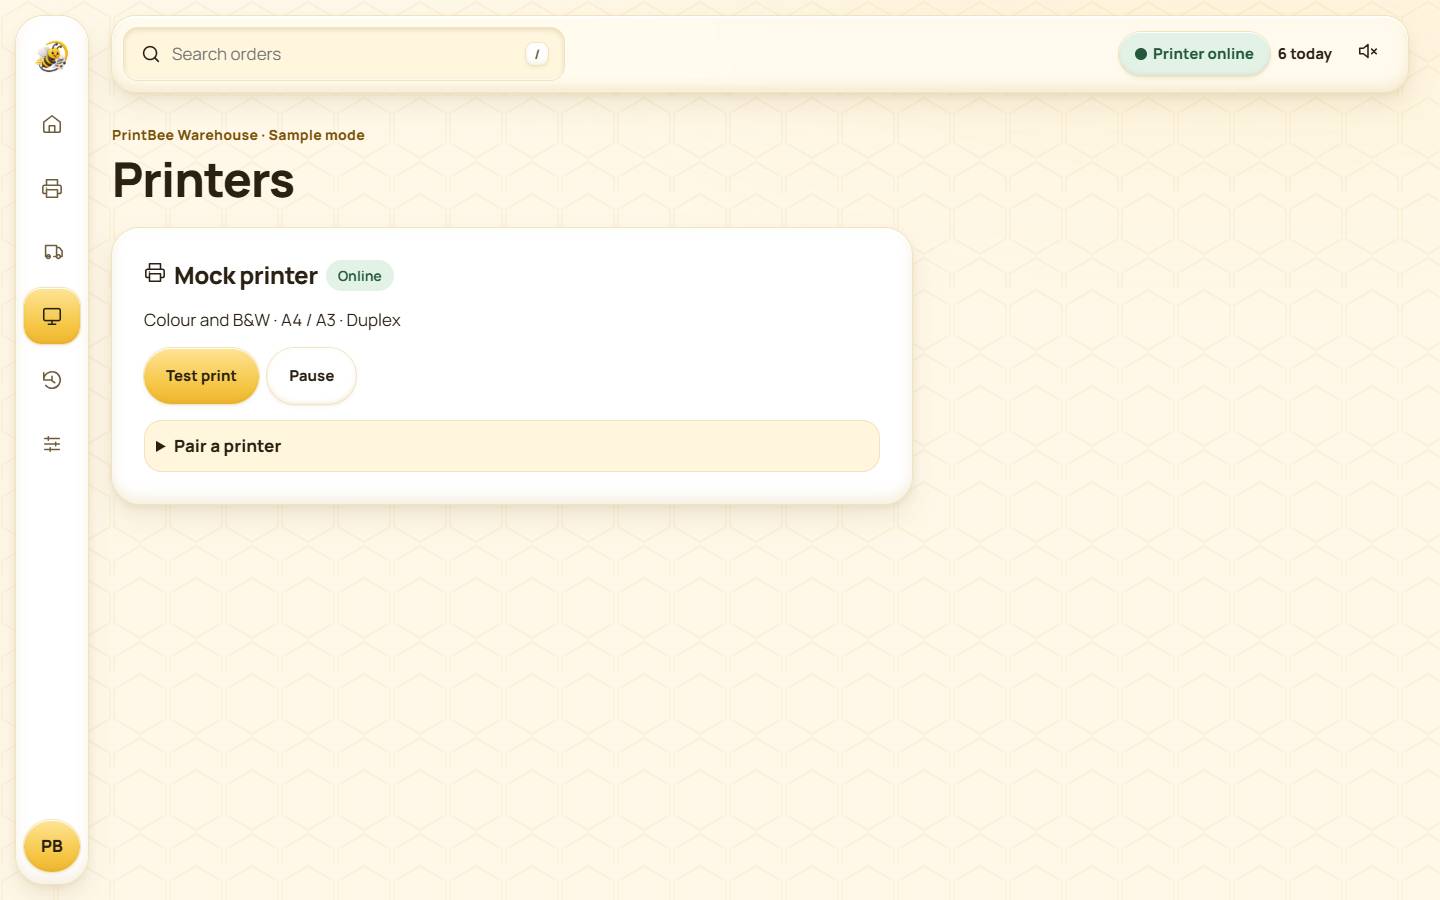 Search orders
/
Printer online
6 today
PrintBee Warehouse · Sample mode
Printers
Mock printer
Online
Colour and B&W · A4 / A3 · Duplex
Test print
Pause
Pair a printer
PB